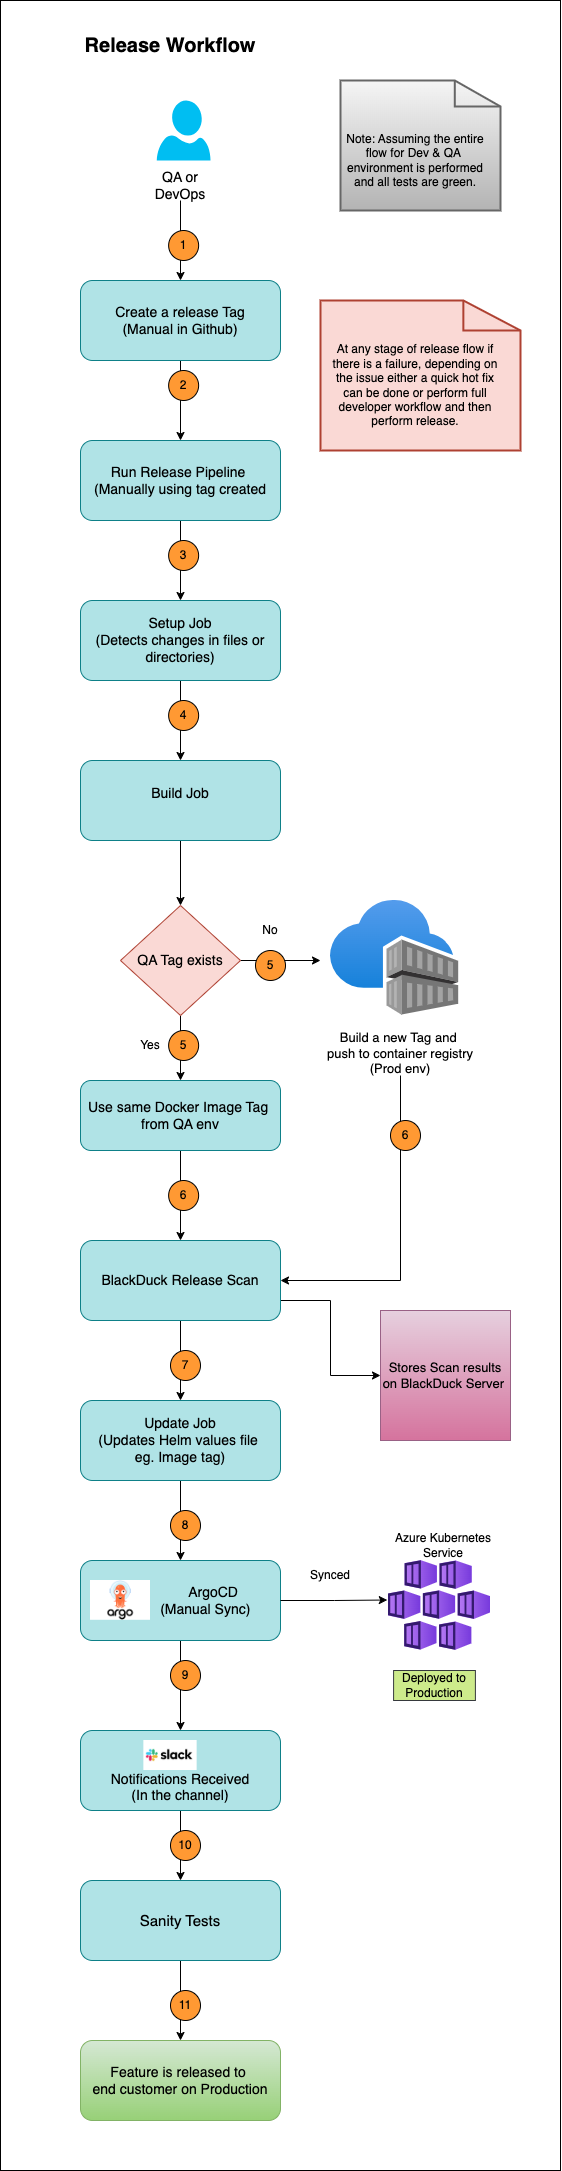 Release Workflow
QA or
DevOps
Note: Assuming the entire
flow for Dev & QA
environment is performed
and all tests are green.
1
Create a release Tag
(Manual in Github)
At any stage of release flow if
there is a failure, depending on
the issue either a quick hot fix
can be done or perform full
developer workflow and then
perform release.
2
Run Release Pipeline
(Manually using tag created
3
Setup Job
(Detects changes in files or
directories)
4
Build Job
QA Tag exists
No
5
Build a new Tag and
push to container registry
(Prod env)
Yes
5
Use same Docker Image Tag
from QA env
6
6
BlackDuck Release Scan
Stores Scan results
on BlackDuck Server
7
Update Job
(Updates Helm values file
eg. Image tag)
8
argo
ArgoCD
(Manual Sync)
Synced
Azure Kubernetes
Service
Deployed to
Production
9
slack
Notifications Received
(In the channel)
10
Sanity Tests
11
Feature is released to
end customer on Production